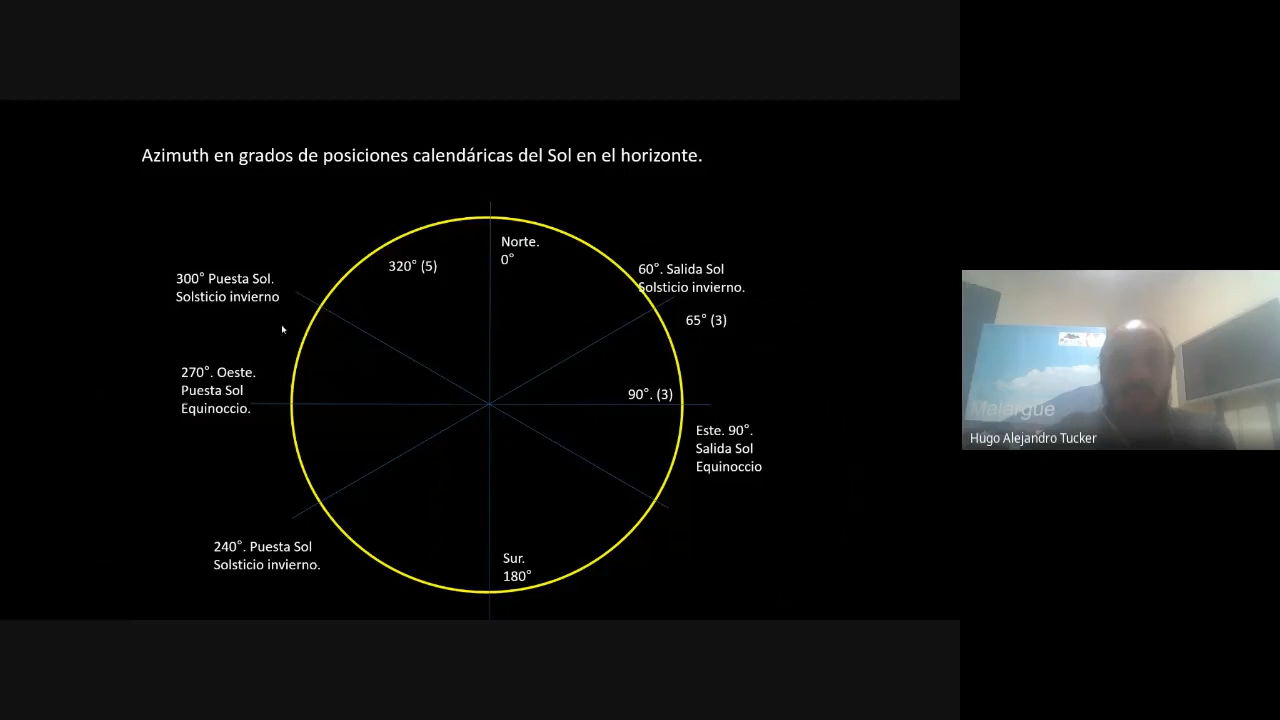 Azimuth en grados de posiciones calendáricas del Sol en el horizonte.
Norte.
0°
320° (5)
60°. Salida Sol
Solsticio invierno.
300° Puesta Sol.
Solsticio invierno
65° (3)
270°. Oeste.
Puesta Sol
Equinoccio.
90°. (3)
Este. 90°.
Salida Sol
Equinoccio
240°. Puesta Sol
Solsticio invierno.
Sur.
180°
Malargüe
Hugo Alejandro Tucker